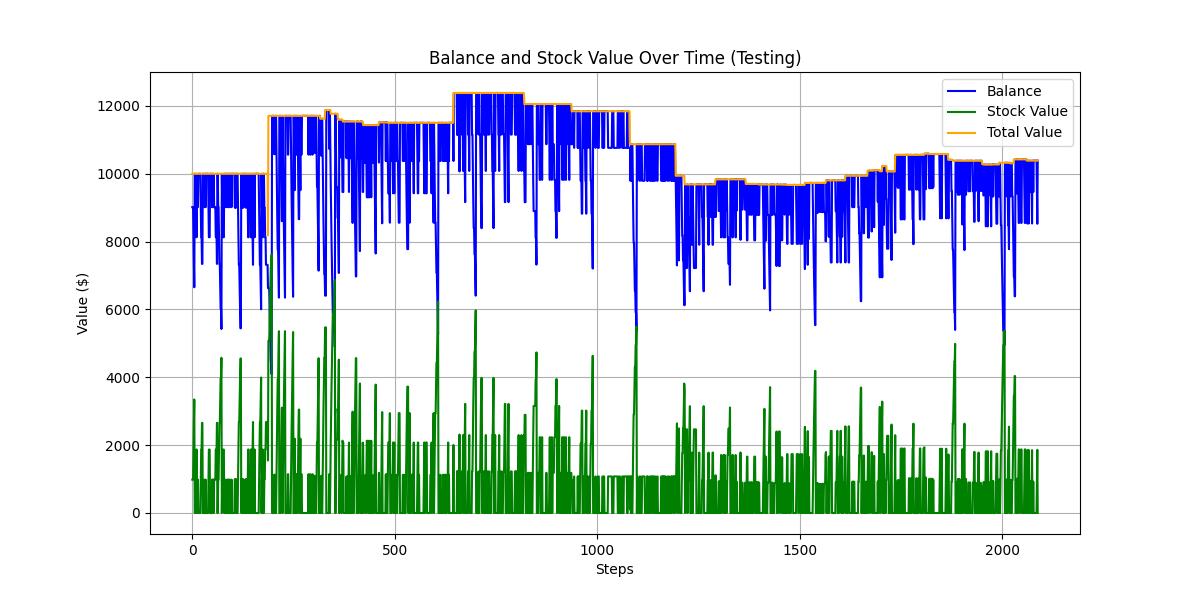 Balance and Stock Value Over Time (Testing)
Balance
Stock Value
Total Value
Value ($)
12000
10000
8000
6000
4000
2000
0
0 500 1000 1500 2000
Steps